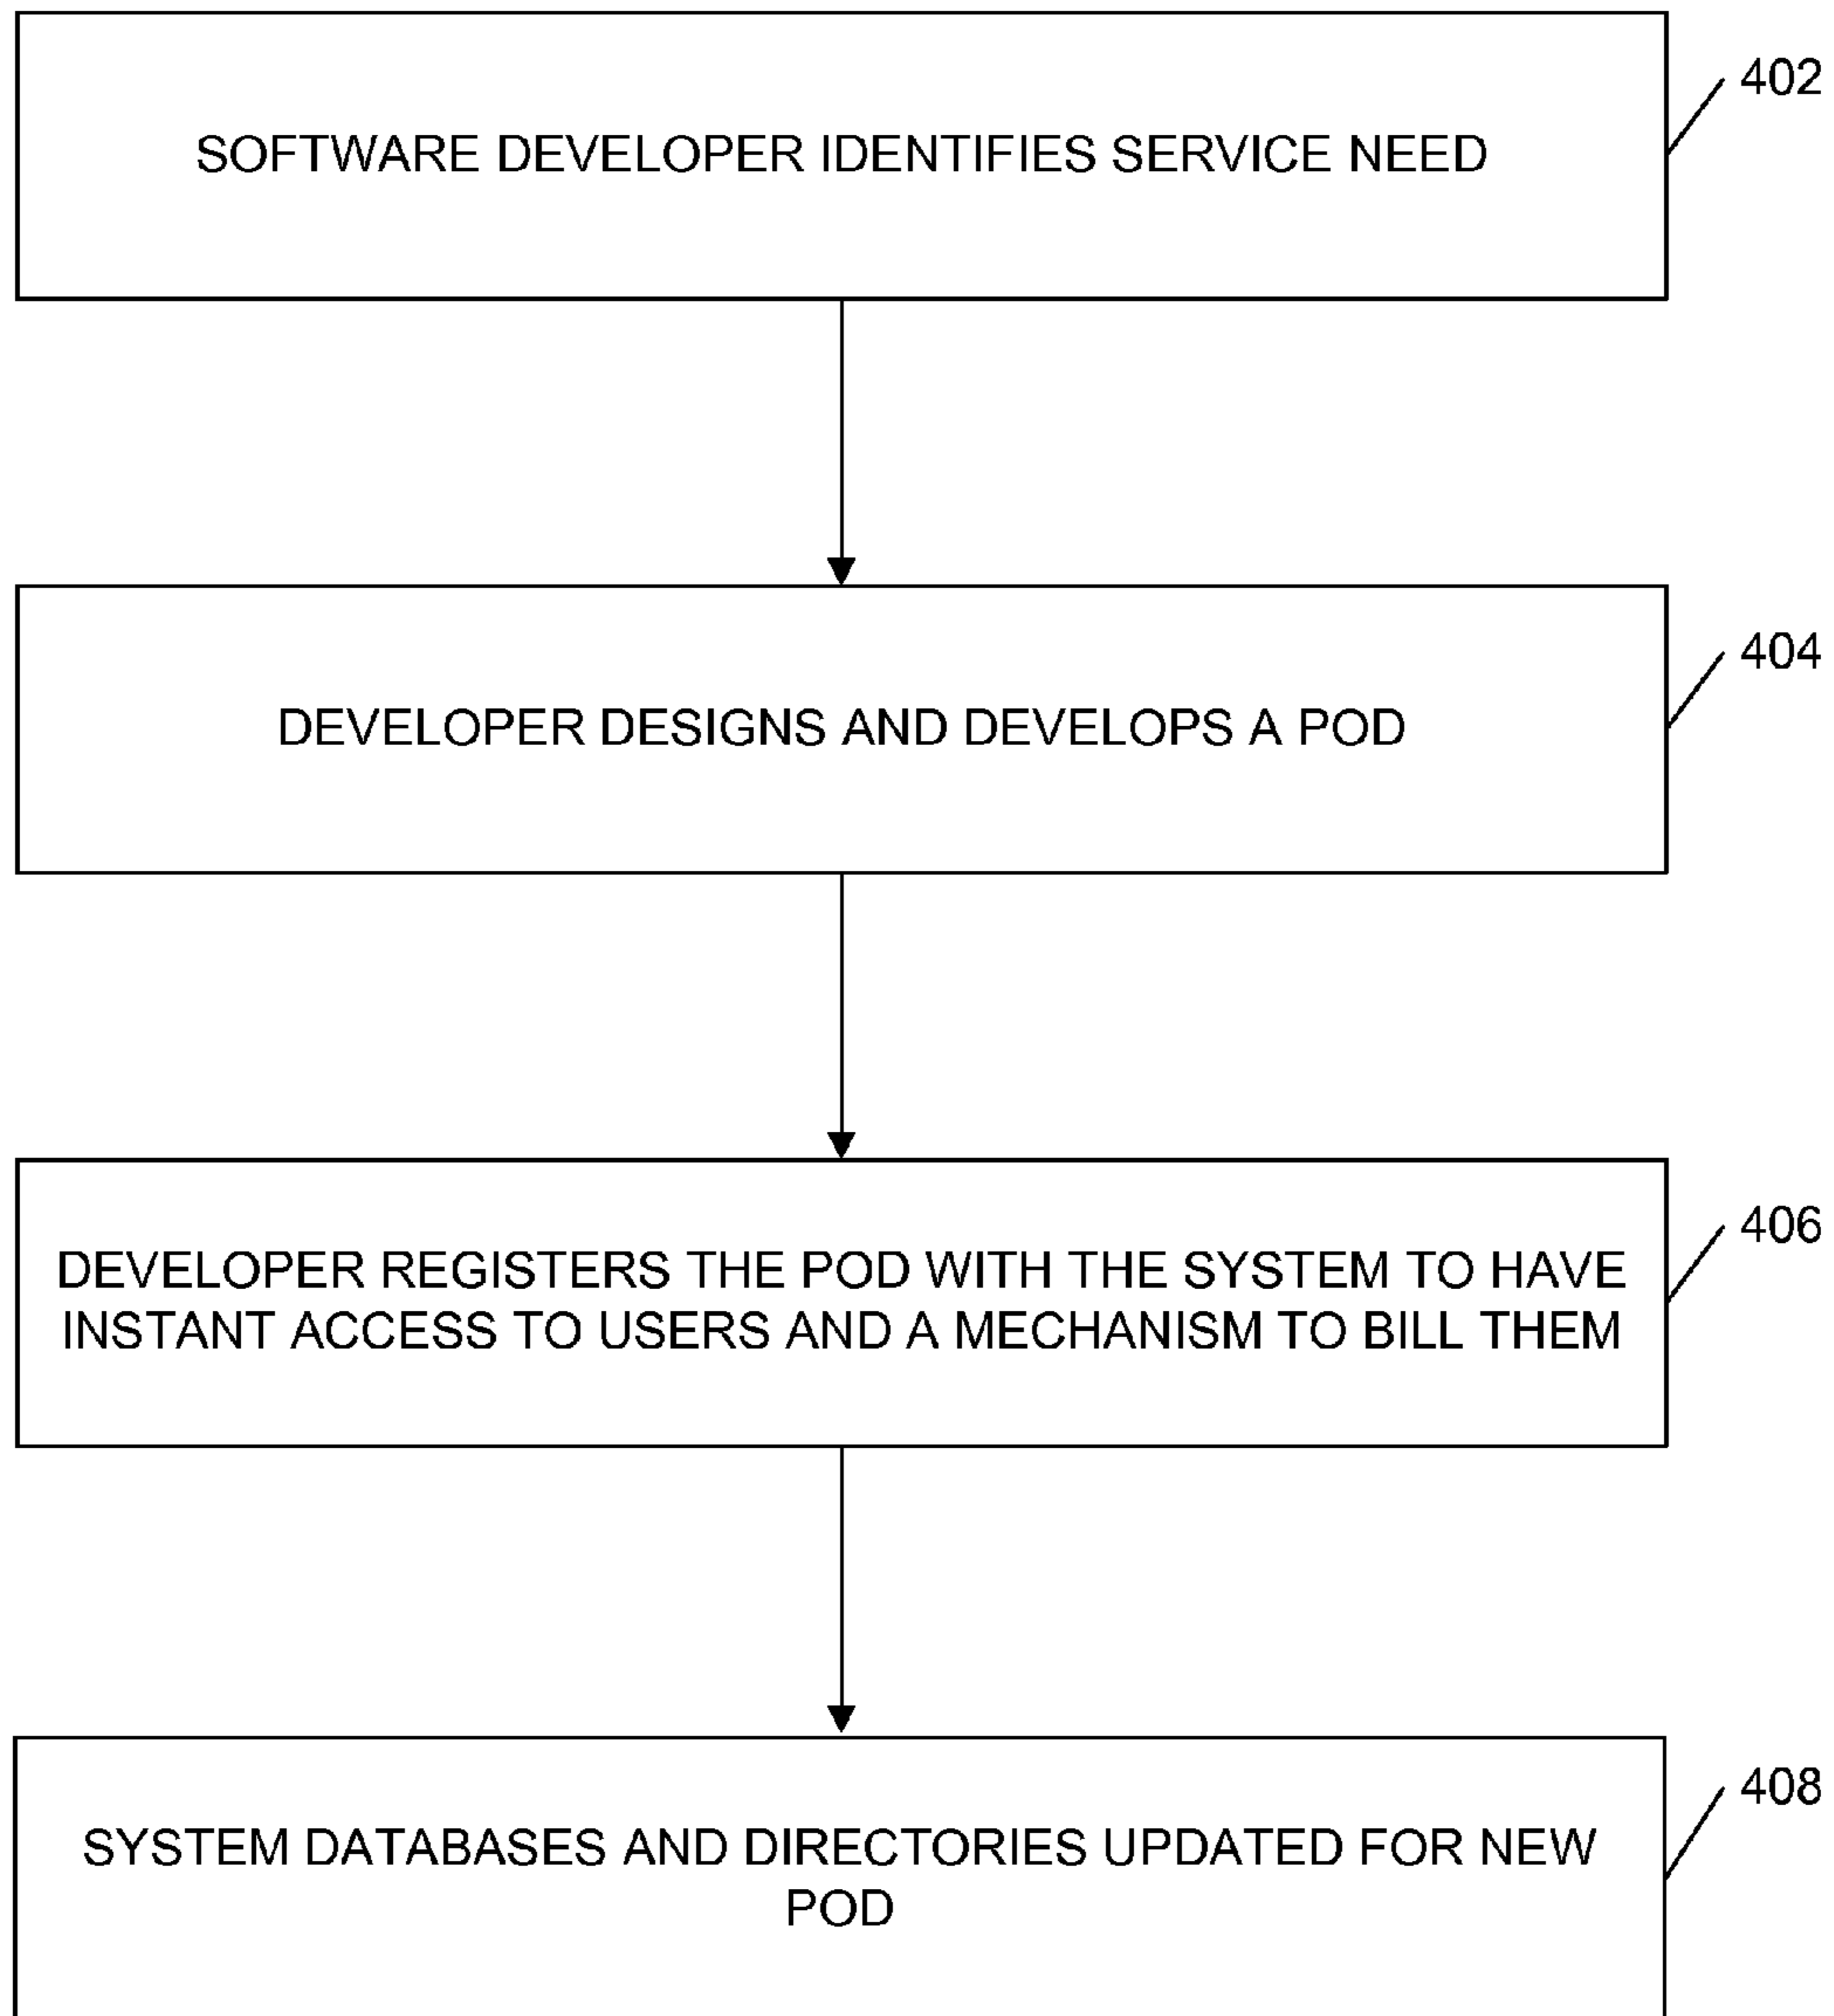 402
SOFTWARE DEVELOPER IDENTIFIES SERVICE NEED
404
DEVELOPER DESIGNS AND DEVELOPS A POD
406
DEVELOPER REGISTERS THE POD WITH THE SYSTEM TO HAVE
INSTANT ACCESS TO USERS AND A MECHANISM TO BILL THEM
408
SYSTEM DATABASES AND DIRECTORIES UPDATED FOR NEW
POD